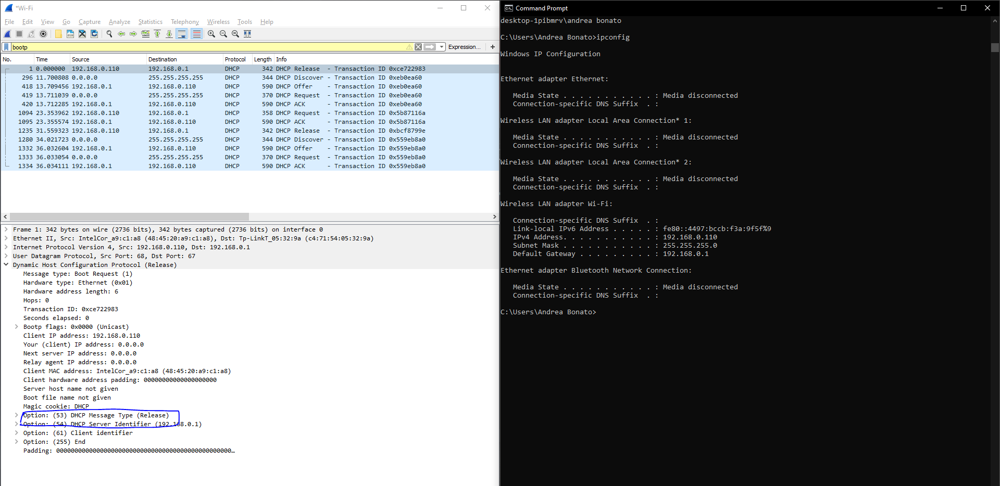 *Wi-Fi
File Edit View Go Capture Analyze Statistics Telephony Wireless Tools Help
bootp
Expression... +
No. Time Source Destination Protocol Length Info
1 0.000000 192.168.0.110 192.168.0.1 DHCP 342 DHCP Release - Transaction ID 0xce722983
296 11.700808 0.0.0.0 255.255.255.255 DHCP 344 DHCP Discover - Transaction ID 0xeb0ea60
418 13.709456 192.168.0.1 192.168.0.110 DHCP 590 DHCP Offer - Transaction ID 0xeb0ea60
419 13.711039 0.0.0.0 255.255.255.255 DHCP 370 DHCP Request - Transaction ID 0xeb0ea60
420 13.712285 192.168.0.1 192.168.0.110 DHCP 590 DHCP ACK - Transaction ID 0xeb0ea60
1094 23.353962 192.168.0.110 192.168.0.1 DHCP 358 DHCP Request - Transaction ID 0x5b87116a
1095 23.355574 192.168.0.1 192.168.0.110 DHCP 590 DHCP ACK - Transaction ID 0x5b87116a
1235 31.559323 192.168.0.110 192.168.0.1 DHCP 342 DHCP Release - Transaction ID 0xbcf8799e
1280 34.021723 0.0.0.0 255.255.255.255 DHCP 344 DHCP Discover - Transaction ID 0x559eb8a0
1332 36.032604 192.168.0.1 192.168.0.110 DHCP 590 DHCP Offer - Transaction ID 0x559eb8a0
1333 36.033054 0.0.0.0 255.255.255.255 DHCP 370 DHCP Request - Transaction ID 0x559eb8a0
1334 36.034111 192.168.0.1 192.168.0.110 DHCP 590 DHCP ACK - Transaction ID 0x559eb8a0
Frame 1: 342 bytes on wire (2736 bits), 342 bytes captured (2736 bits) on interface 0
Ethernet II, Src: IntelCor_a9:c1:a8 (48:45:20:a9:c1:a8), Dst: Tp-LinkT_05:32:9a (c4:71:54:05:32:9a)
Internet Protocol Version 4, Src: 192.168.0.110, Dst: 192.168.0.1
User Datagram Protocol, Src Port: 68, Dst Port: 67
Dynamic Host Configuration Protocol (Release)
Message type: Boot Request (1)
Hardware type: Ethernet (0x01)
Hardware address length: 6
Hops: 0
Transaction ID: 0xce722983
Seconds elapsed: 0
Bootp flags: 0x0000 (Unicast)
Client IP address: 192.168.0.110
Your (client) IP address: 0.0.0.0
Next server IP address: 0.0.0.0
Relay agent IP address: 0.0.0.0
Client MAC address: IntelCor_a9:c1:a8 (48:45:20:a9:c1:a8)
Client hardware address padding: 00000000000000000000
Server host name not given
Boot file name not given
Magic cookie: DHCP
Option: (53) DHCP Message Type (Release)
Option: (54) DHCP Server Identifier (192.168.0.1)
Option: (61) Client identifier
Option: (255) End
Padding: 000000000000000000000000000000000000000000000000…
Command Prompt
desktop-1pibmrv\andrea bonato
C:\Users\Andrea Bonato>ipconfig
Windows IP Configuration
Ethernet adapter Ethernet:
Media State . . . . . . . . . . . : Media disconnected
Connection-specific DNS Suffix . :
Wireless LAN adapter Local Area Connection* 1:
Media State . . . . . . . . . . . : Media disconnected
Connection-specific DNS Suffix . :
Wireless LAN adapter Local Area Connection* 2:
Media State . . . . . . . . . . . : Media disconnected
Connection-specific DNS Suffix . :
Wireless LAN adapter Wi-Fi:
Connection-specific DNS Suffix . :
Link-local IPv6 Address . . . . . : fe80::4497:bccb:f3a:9f5f%9
IPv4 Address. . . . . . . . . . . : 192.168.0.110
Subnet Mask . . . . . . . . . . . : 255.255.255.0
Default Gateway . . . . . . . . . : 192.168.0.1
Ethernet adapter Bluetooth Network Connection:
Media State . . . . . . . . . . . : Media disconnected
Connection-specific DNS Suffix . :
C:\Users\Andrea Bonato>